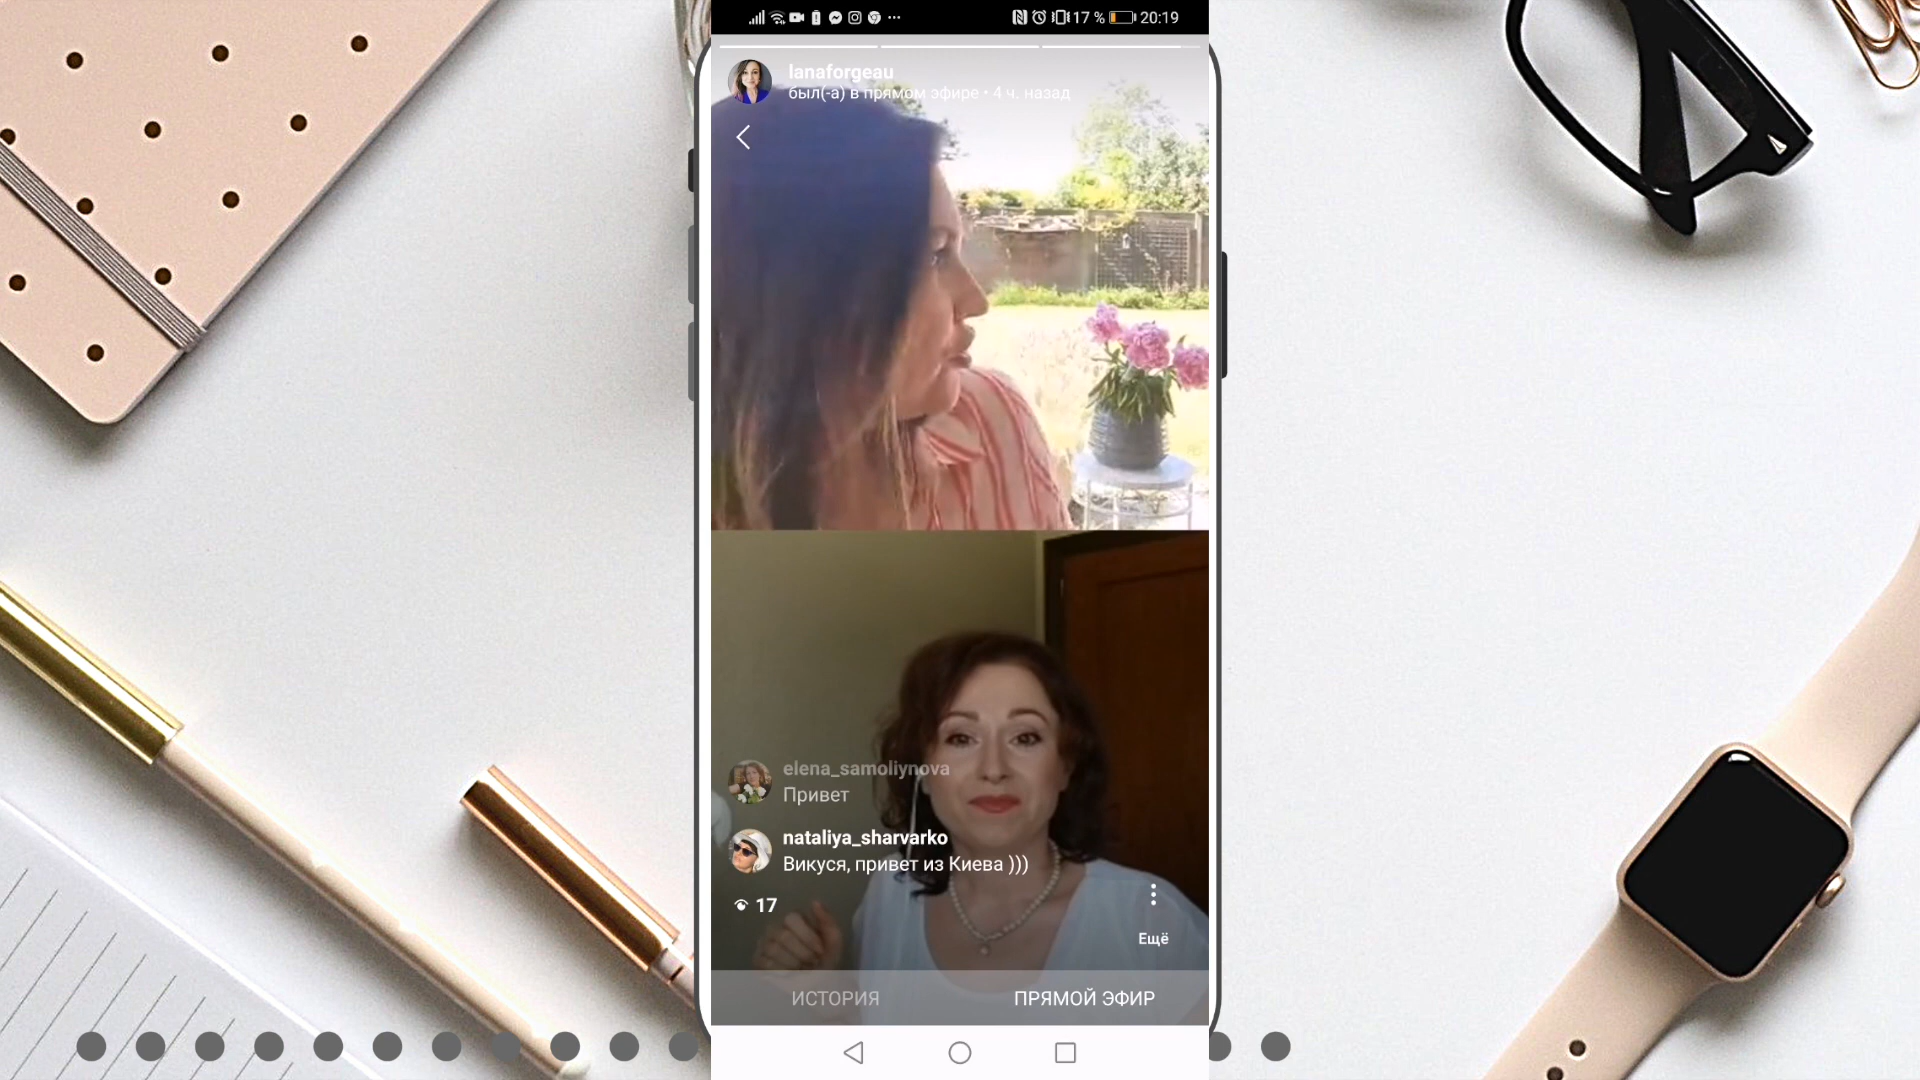 17 % 20:19
lanaforgeau
был(-а) в прямом эфире • 4 ч. назад
elena_samoliynova
Привет
nataliya_sharvarko
Викуся, привет из Киева )))
17
Ещё
ИСТОРИЯ
ПРЯМОЙ ЭФИР